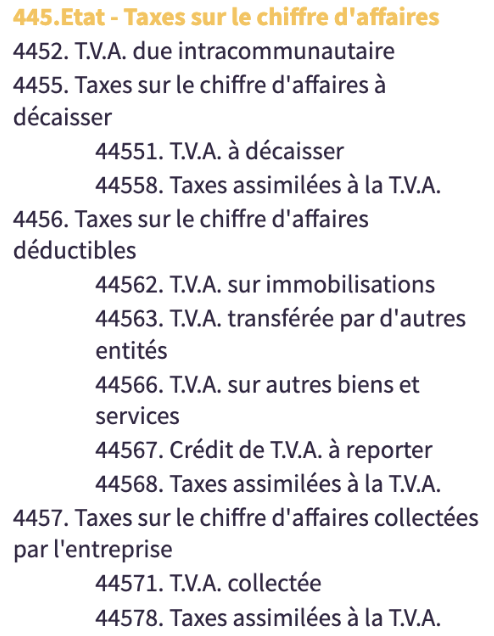 445.Etat - Taxes sur le chiffre d'affaires
4452. T.V.A. due intracommunautaire
4455. Taxes sur le chiffre d'affaires à
décaisser
44551. T.V.A. à décaisser
44558. Taxes assimilées à la T.V.A.
4456. Taxes sur le chiffre d'affaires
déductibles
44562. T.V.A. sur immobilisations
44563. T.V.A. transférée par d'autres
entités
44566. T.V.A. sur autres biens et
services
44567. Crédit de T.V.A. à reporter
44568. Taxes assimilées à la T.V.A.
4457. Taxes sur le chiffre d'affaires collectées
par l'entreprise
44571. T.V.A. collectée
44578. Taxes assimilées à la T.V.A.